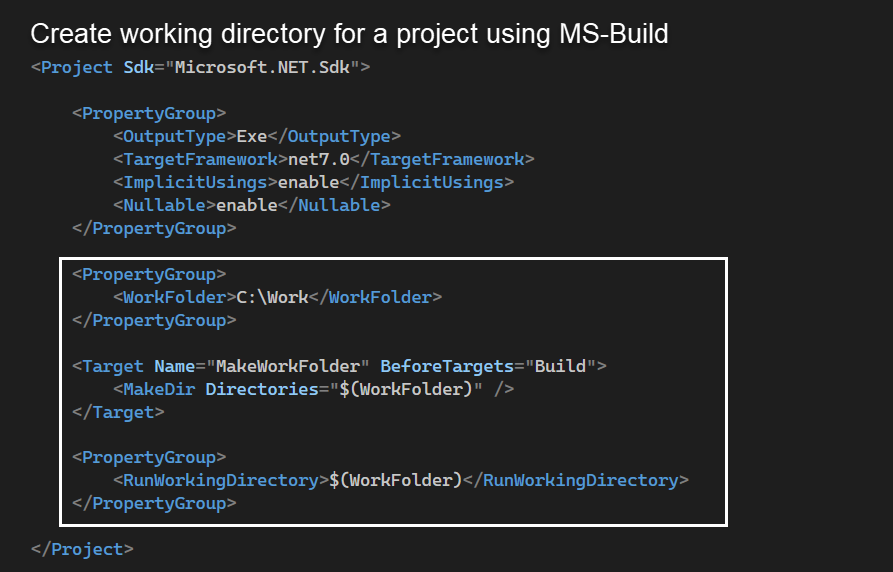 Create working directory for a project using MS-Build
<Project Sdk="Microsoft.NET.Sdk">
<PropertyGroup>
<OutputType>Exe</OutputType>
<TargetFramework>net7.0</TargetFramework>
<ImplicitUsings>enable</ImplicitUsings>
<Nullable>enable</Nullable>
</PropertyGroup>
<PropertyGroup>
<WorkFolder>C:\Work</WorkFolder>
</PropertyGroup>
<Target Name="MakeWorkFolder" BeforeTargets="Build">
<MakeDir Directories="$(WorkFolder)" />
</Target>
<PropertyGroup>
<RunWorkingDirectory>$(WorkFolder)</RunWorkingDirectory>
</PropertyGroup>
</Project>